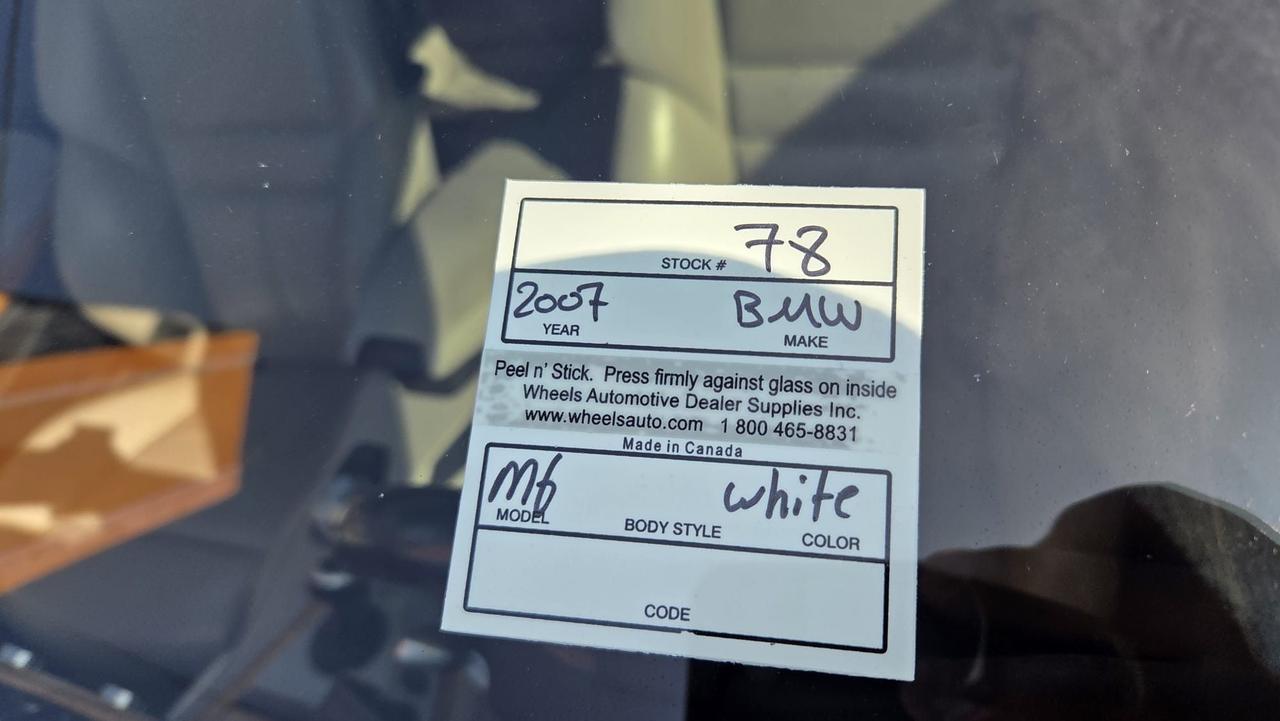 STOCK # 78
2007 BMW
YEAR MAKE
Peel n' Stick. Press firmly against glass on inside
Wheels Automotive Dealer Supplies Inc.
www.wheelsauto.com 1 800 465-8831
Made in Canada
M6 white
MODEL BODY STYLE COLOR
CODE